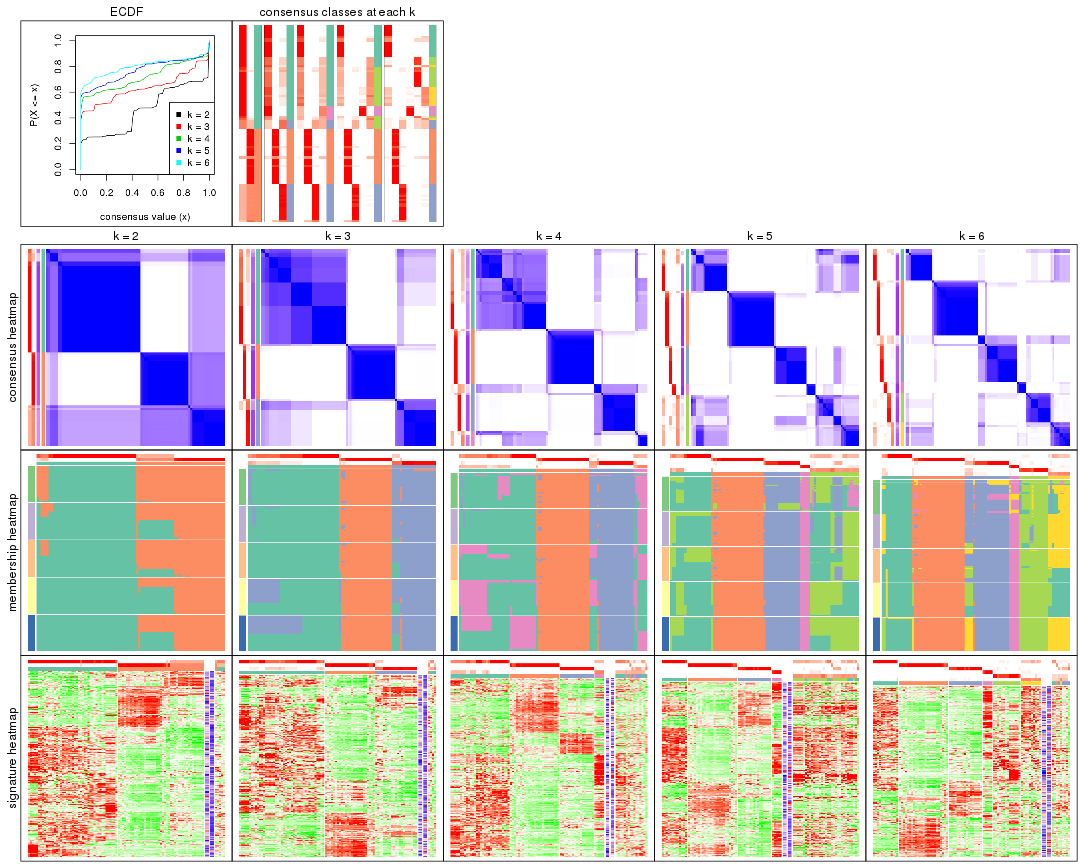 ECDF
consensus classes at each k
P(X <= x)
1.0
0.8
0.6
0.4
0.2
0.0
k = 2
k = 3
k = 4
k = 5
k = 6
0.0 0.2 0.4 0.6 0.8 1.0
consensus value (x)
k = 2
k = 3
k = 4
k = 5
k = 6
consensus heatmap
membership heatmap
signature heatmap